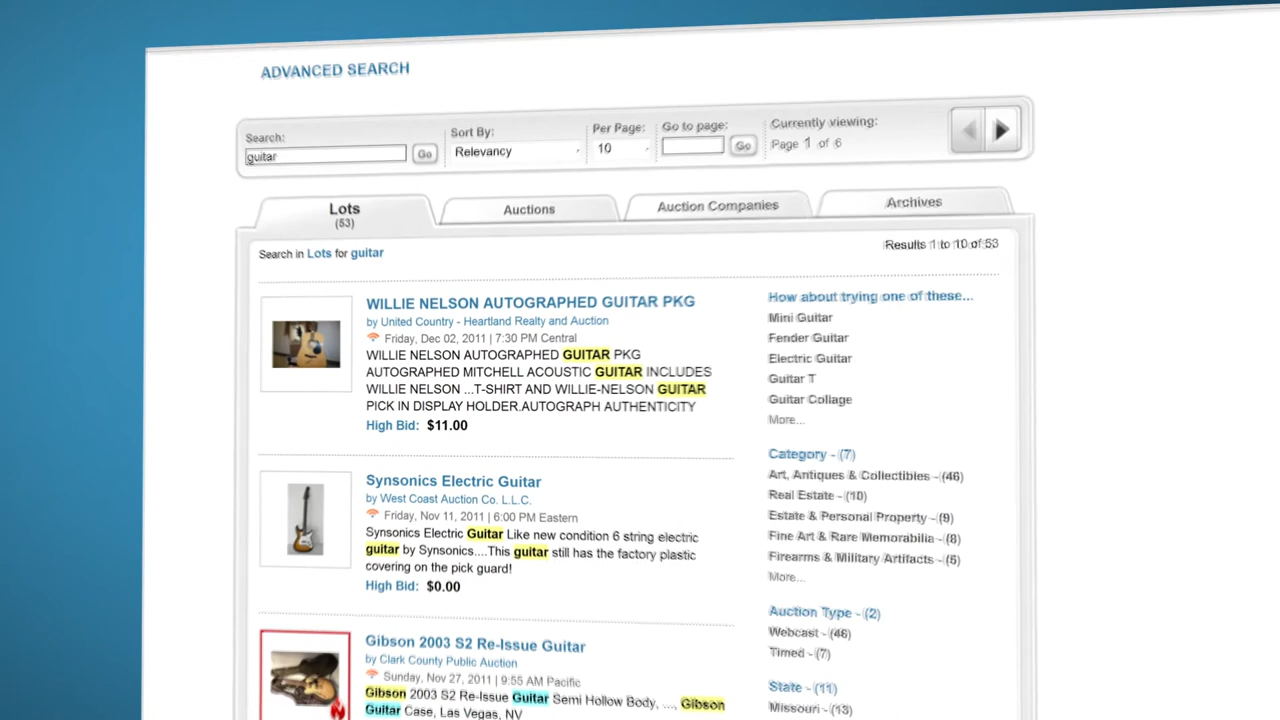 ADVANCED SEARCH
Search:
guitar
Go
Sort By:
Relevancy
Per Page:
10
Go to page:
Go
Currently viewing:
Page 1 of 6
Lots
(53)
Auctions
Auction Companies
Archives
Search in Lots for guitar
Results 1 to 10 of 53
WILLIE NELSON AUTOGRAPHED GUITAR PKG
by United Country - Heartland Realty and Auction
Friday, Dec 02, 2011 | 7:30 PM Central
WILLIE NELSON AUTOGRAPHED GUITAR PKG
AUTOGRAPHED MITCHELL ACOUSTIC GUITAR INCLUDES
WILLIE NELSON ...T-SHIRT AND WILLIE-NELSON GUITAR
PICK IN DISPLAY HOLDER.AUTOGRAPH AUTHENTICITY
High Bid: $11.00
Synsonics Electric Guitar
by West Coast Auction Co. L.L.C.
Friday, Nov 11, 2011 | 6:00 PM Eastern
Synsonics Electric Guitar Like new condition 6 string electric
guitar by Synsonics....This guitar still has the factory plastic
covering on the pick guard!
High Bid: $0.00
Gibson 2003 S2 Re-Issue Guitar
by Clark County Public Auction
Sunday, Nov 27, 2011 | 9:55 AM Pacific
Gibson 2003 S2 Re-Issue Guitar Semi Hollow Body, ..., Gibson
Guitar Case, Las Vegas, NV
How about trying one of these...
Mini Guitar
Fender Guitar
Electric Guitar
Guitar T
Guitar Collage
More...
Category - (7)
Art, Antiques & Collectibles - (46)
Real Estate - (10)
Estate & Personal Property - (9)
Fine Art & Rare Memorabilia - (8)
Firearms & Military Artifacts - (5)
More...
Auction Type - (2)
Webcast - (46)
Timed - (7)
State - (11)
Missouri - (13)